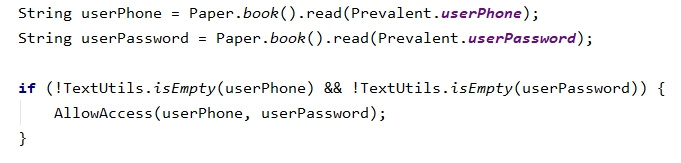 String userPhone = Paper.book().read(Prevalent.userPhone);
String userPassword = Paper.book().read(Prevalent.userPassword);
if (!TextUtils.isEmpty(userPhone) && !TextUtils.isEmpty(userPassword)) {
AllowAccess(userPhone, userPassword);
}